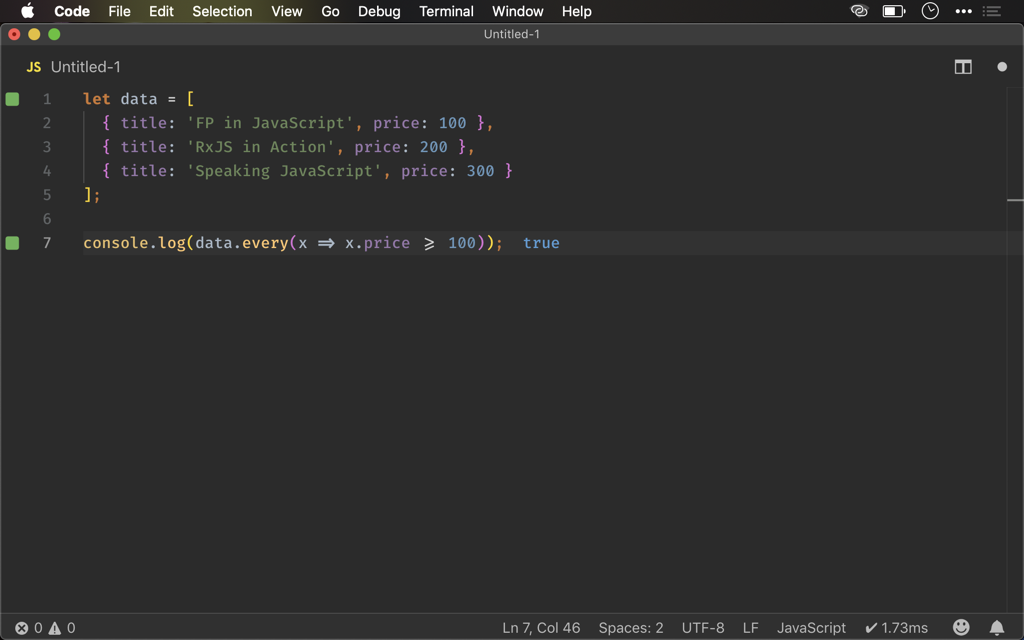 Code File Edit Selection View Go Debug Terminal Window Help
Untitled-1
JS Untitled-1
1 let data = [
2 { title: 'FP in JavaScript', price: 100 },
3 { title: 'RxJS in Action', price: 200 },
4 { title: 'Speaking JavaScript', price: 300 }
5 ];
6
7 console.log(data.every(x => x.price >= 100)); true
0 0 Ln 7, Col 46 Spaces: 2 UTF-8 LF JavaScript ✔ 1.73ms